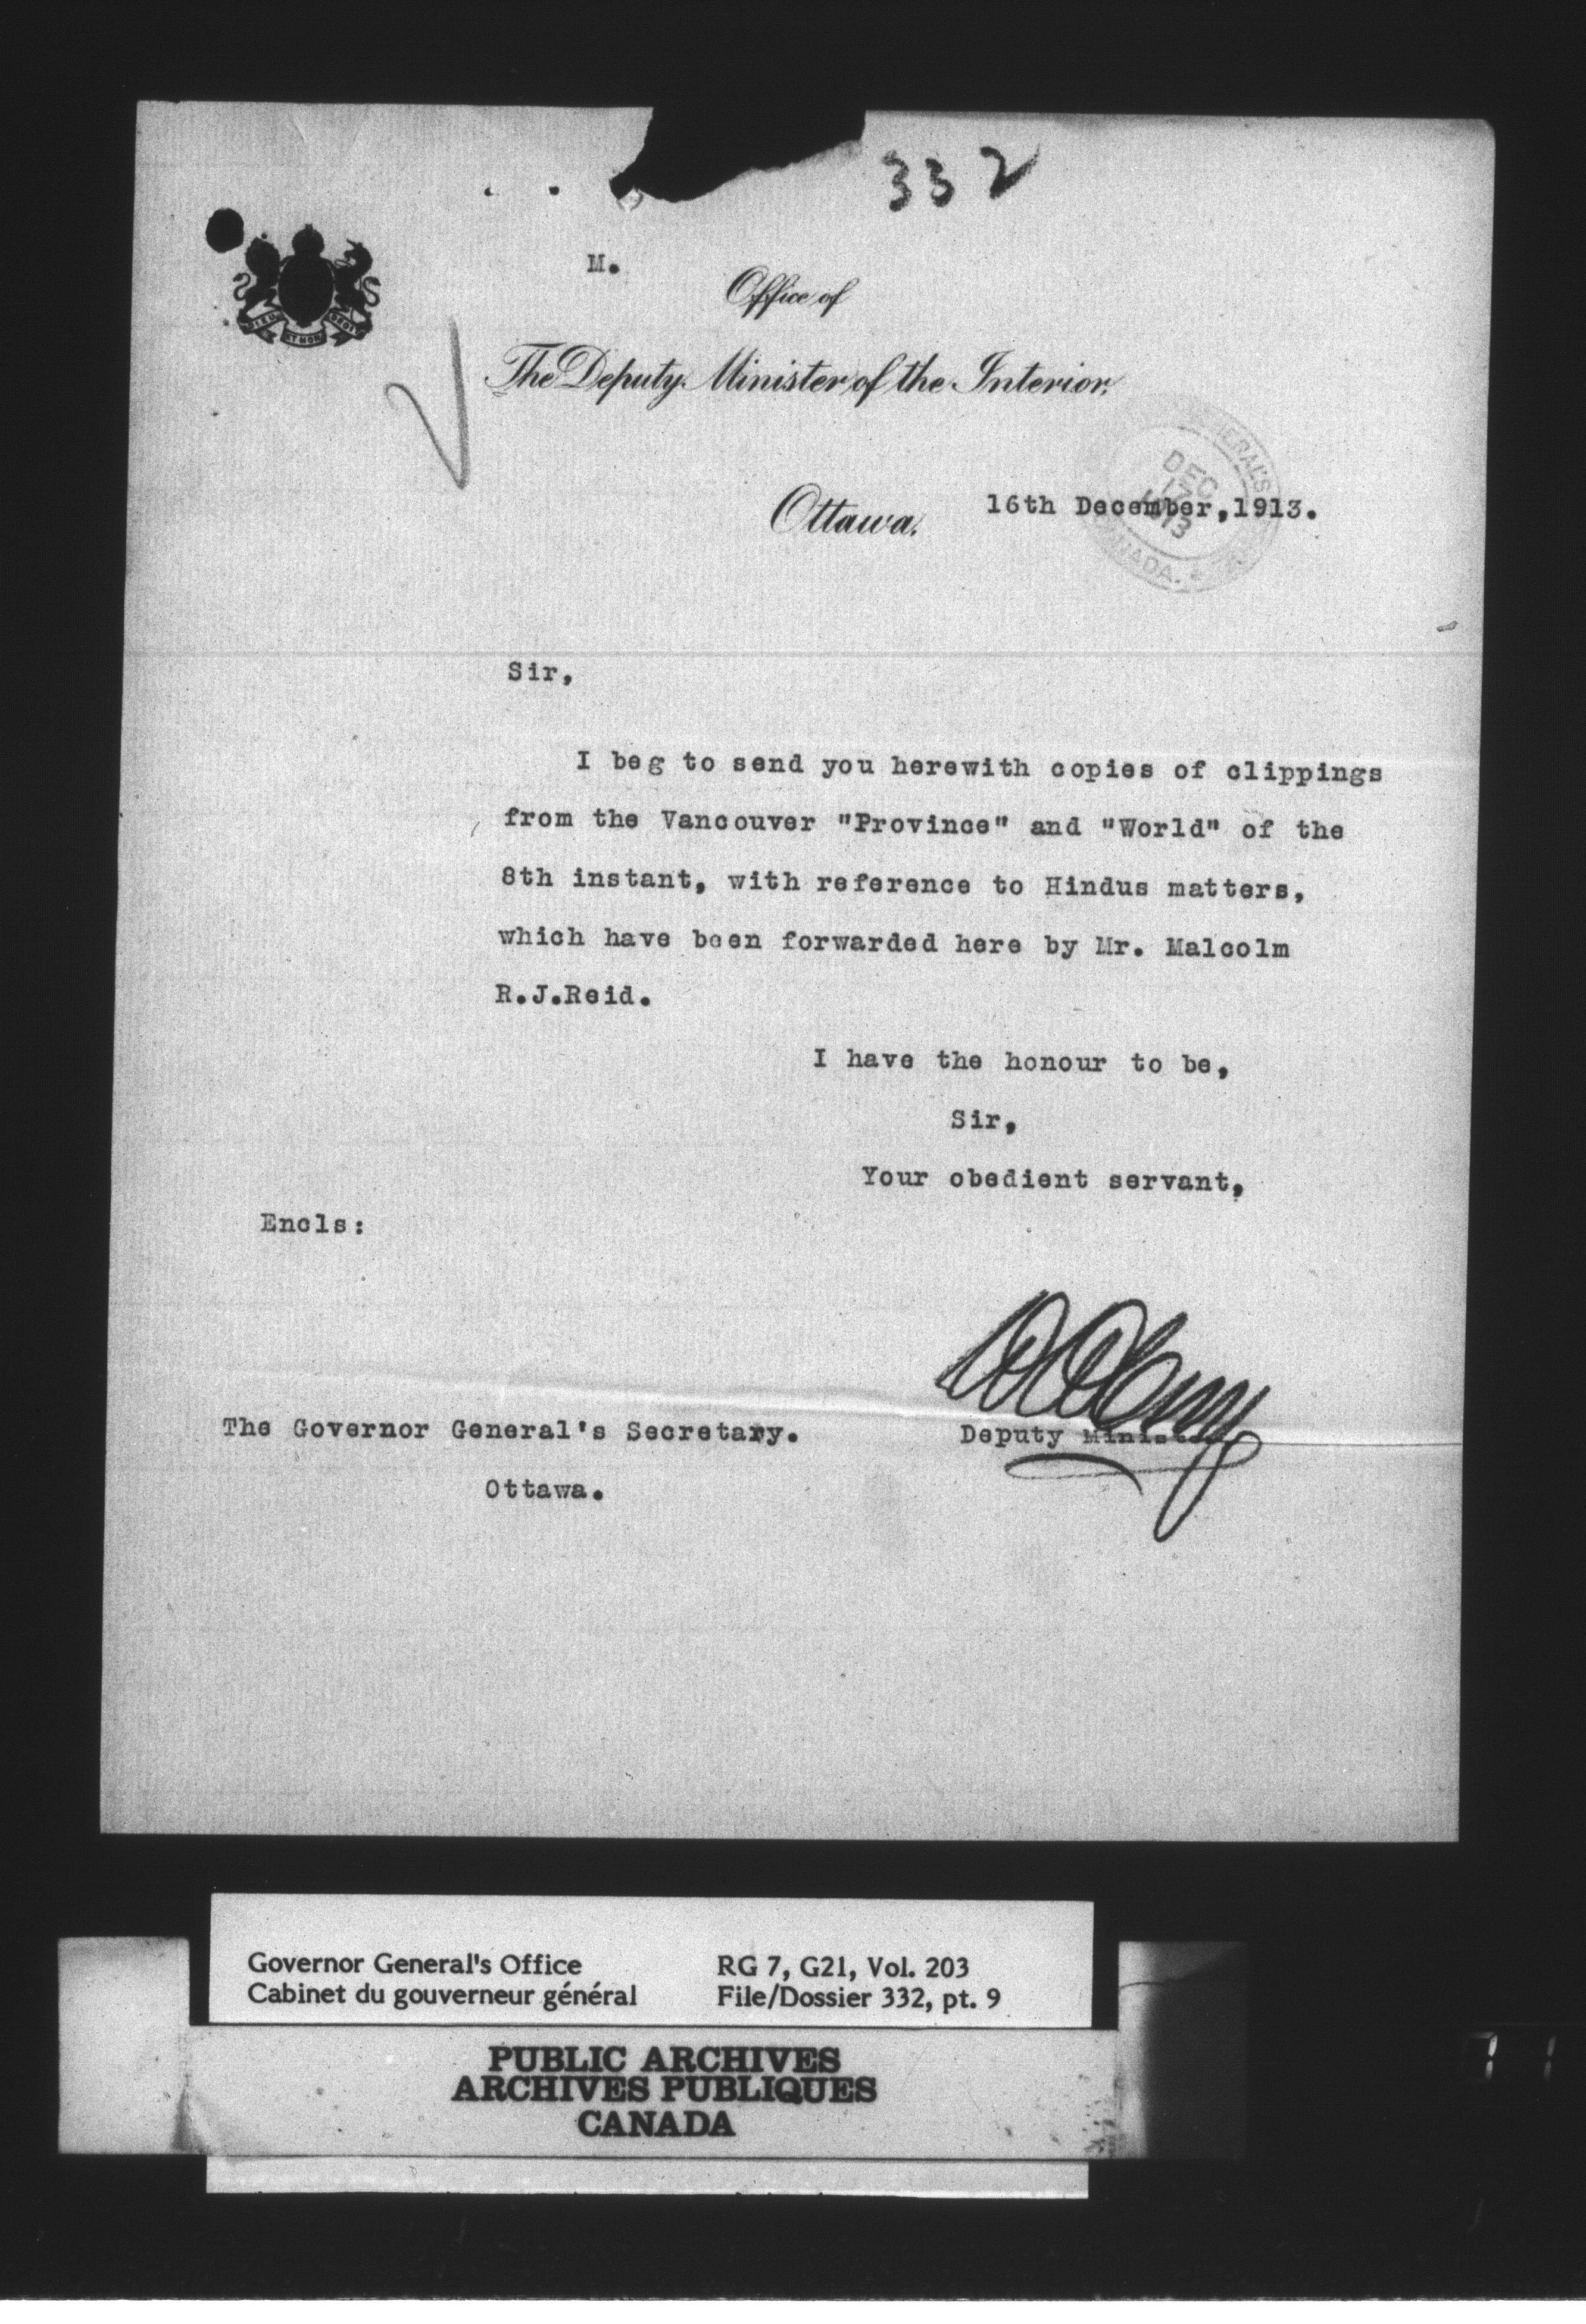 332
M.
Office of
The Deputy Minister of the Interior,
Ottawa, 16th December, 1913.
DEC 17 1913
Sir,
I beg to send you herewith copies of clippings
from the Vancouver "Province" and "World" of the
8th instant, with reference to Hindus matters,
which have been forwarded here by Mr. Malcolm
R.J.Reid.
I have the honour to be,
Sir,
Your obedient servant,
Encls:
The Governor General's Secretary.
Deputy Minister
Ottawa.
Governor General's Office
Cabinet du gouverneur général
RG 7, G21, Vol. 203
File/Dossier 332, pt. 9
PUBLIC ARCHIVES
ARCHIVES PUBLIQUES
CANADA